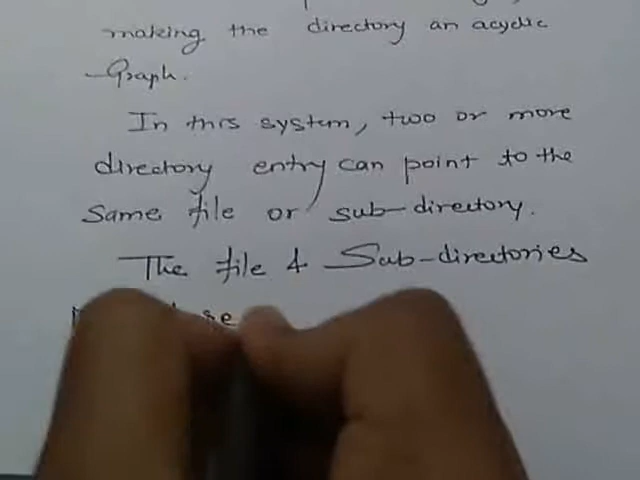 making the directory an acyclic
Graph.
In this system, two or more
directory entry can point to the
same file or sub-directory.
The file & Sub-directories
se